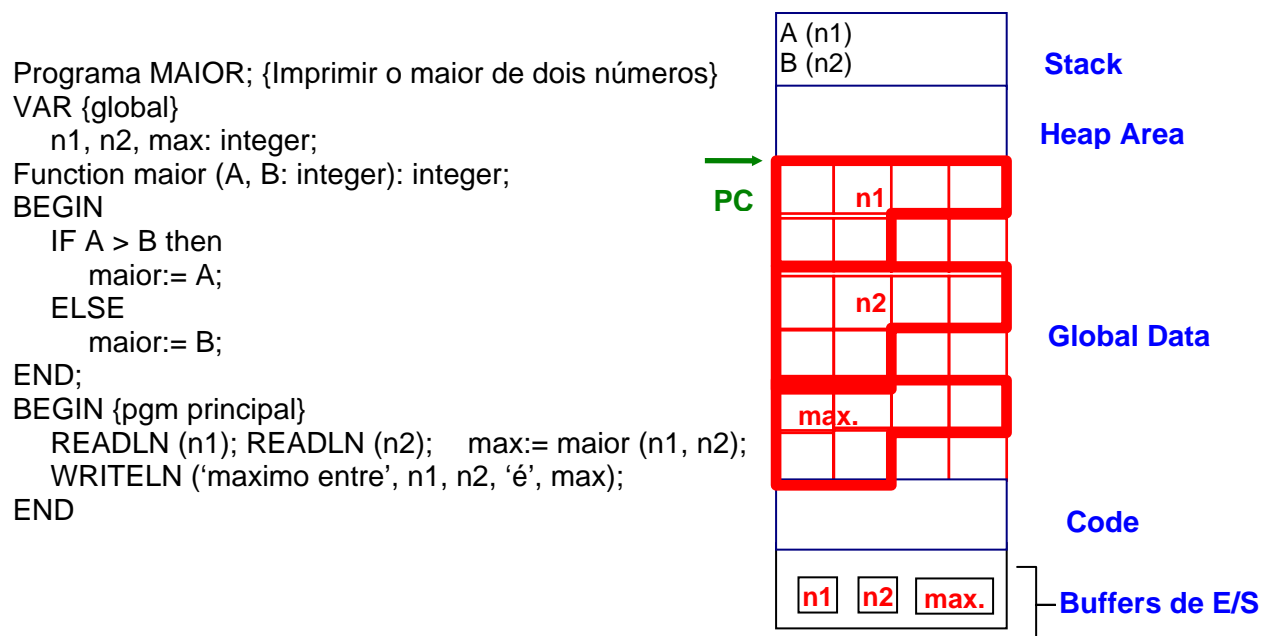 Programa MAIOR; {Imprimir o maior de dois números}
VAR {global}
n1, n2, max: integer;
Function maior (A, B: integer): integer;
BEGIN
IF A > B then
maior:= A;
ELSE
maior:= B;
END;
BEGIN {pgm principal}
READLN (n1); READLN (n2); max:= maior (n1, n2);
WRITELN (‘maximo entre’, n1, n2, ‘é’, max);
END
A (n1)
B (n2)
Stack
Heap Area
PC
n1
n2
Global Data
max.
Code
n1 n2 max.
Buffers de E/S